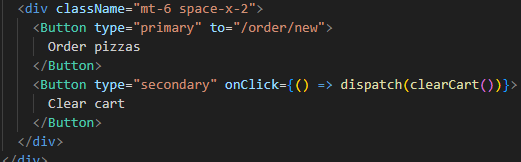 <div className="mt-6 space-x-2">
<Button type="primary" to="/order/new">
Order pizzas
</Button>
<Button type="secondary" onClick={() => dispatch(clearCart())}>
Clear cart
</Button>
</div>
</div>